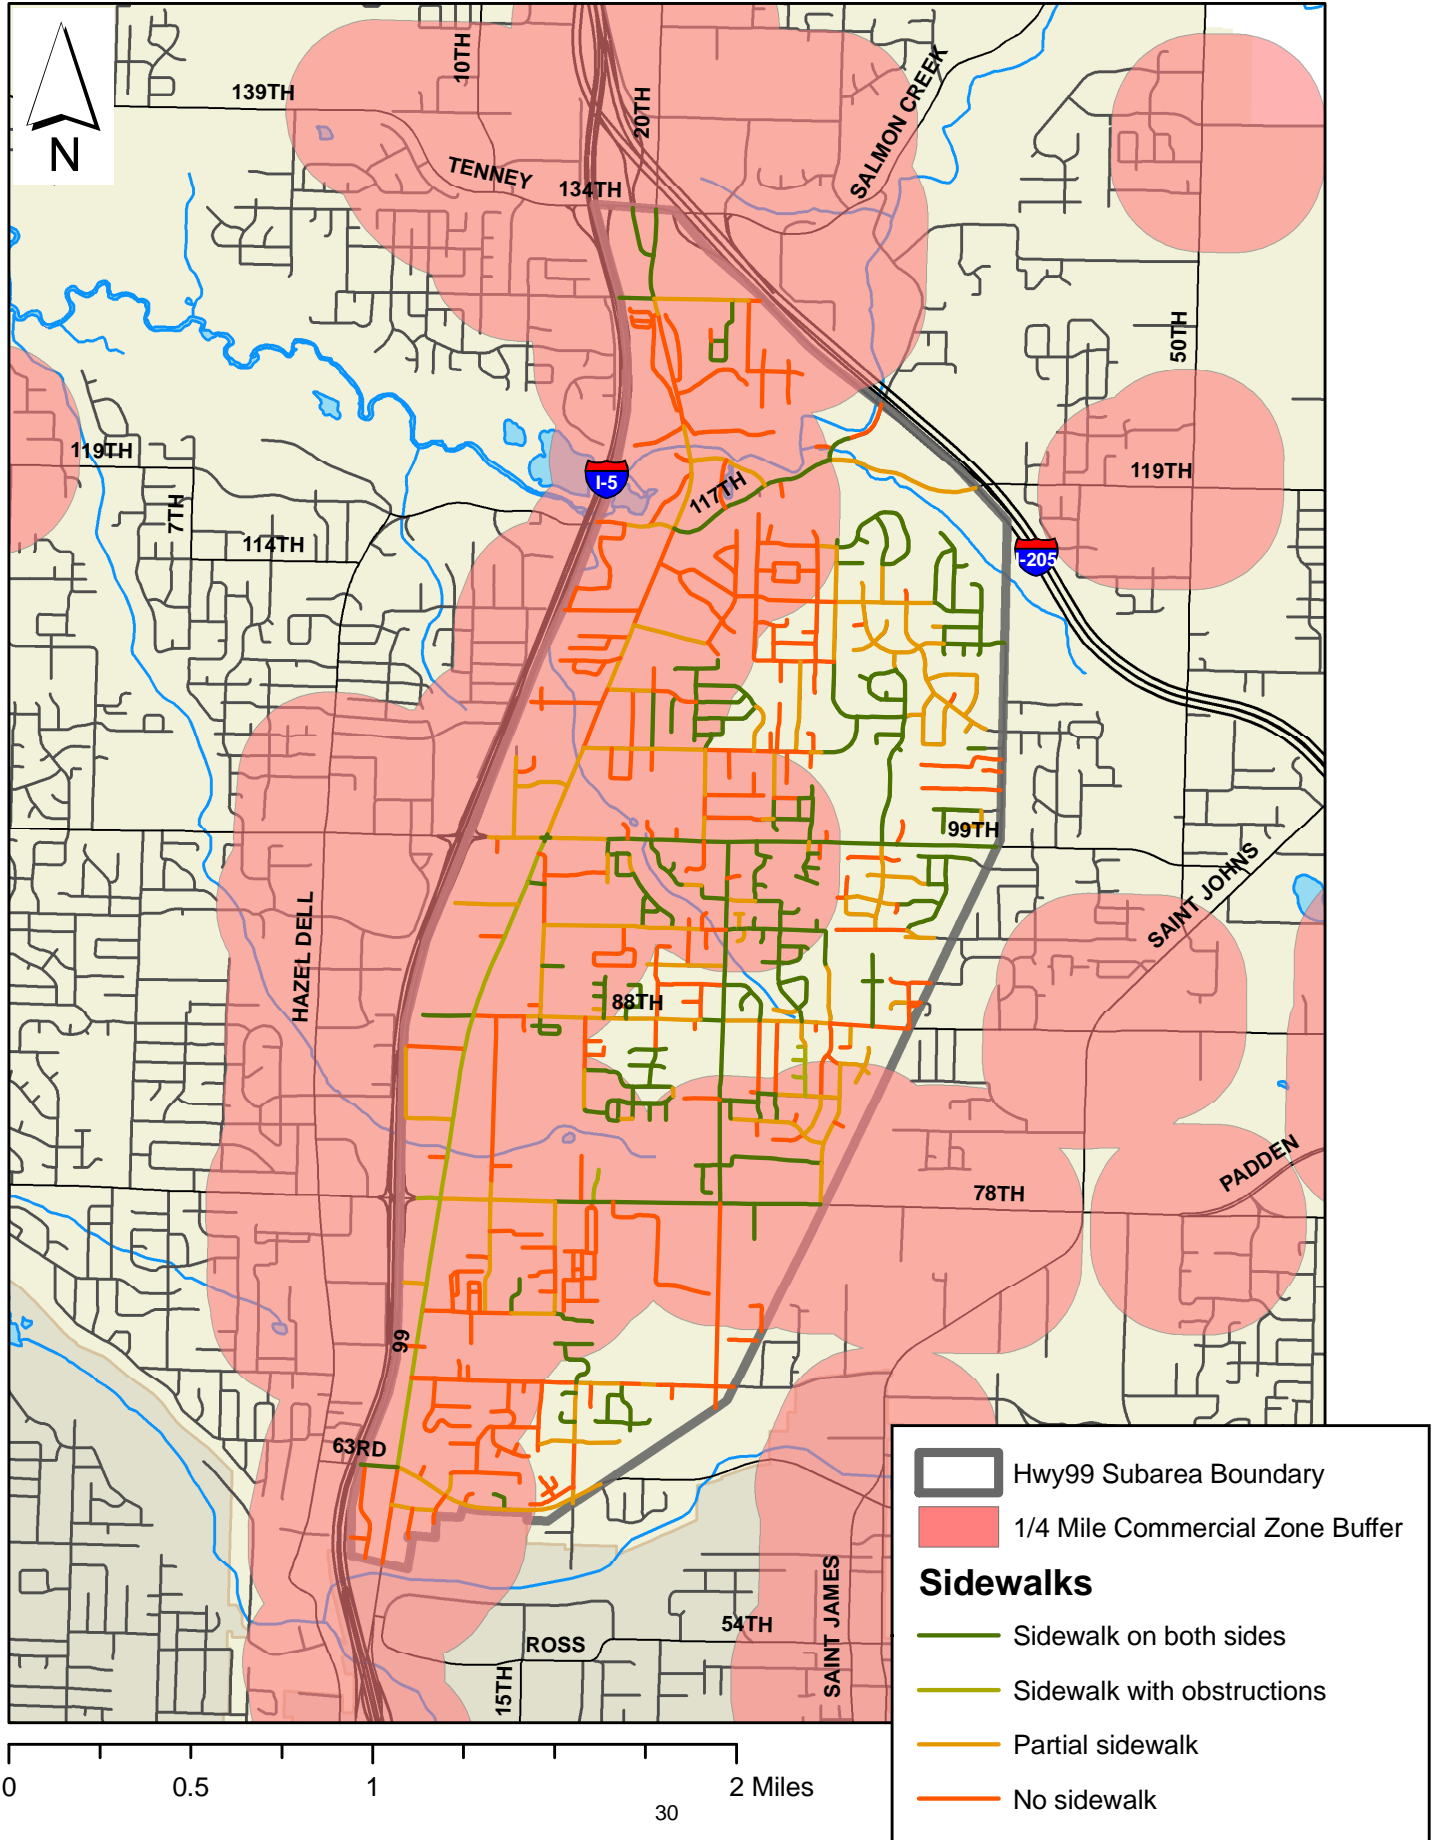 N
10TH
139TH
20TH
SALMON CREEK
TENNEY
134TH
50TH
119TH
119TH
I-5
117TH
7TH
114TH
I-205
99TH
SAINT JOHNS
HAZEL DELL
88TH
PADDEN
78TH
99
63RD
54TH
ROSS
15TH
SAINT JAMES
Hwy99 Subarea Boundary
1/4 Mile Commercial Zone Buffer
Sidewalks
Sidewalk on both sides
Sidewalk with obstructions
Partial sidewalk
No sidewalk
0 0.5 1 2 Miles
30